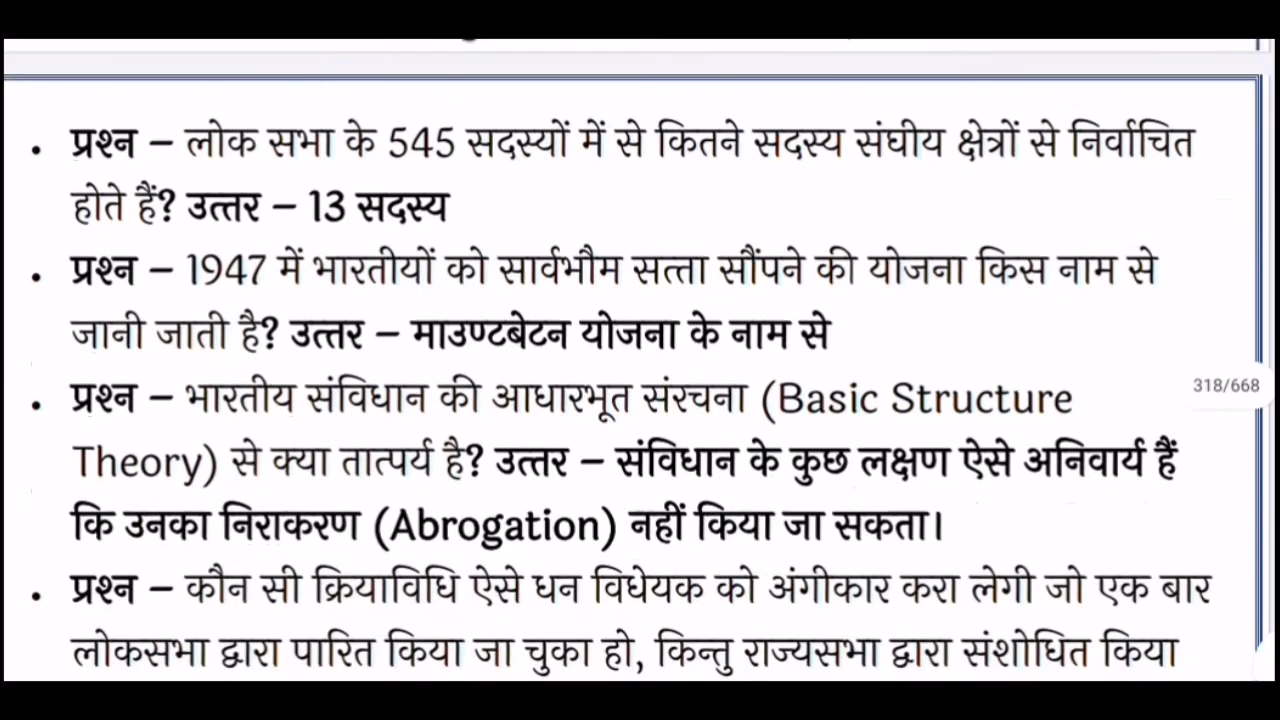 • प्रश्न – लोक सभा के 545 सदस्यों में से कितने सदस्य संघीय क्षेत्रों से निर्वाचित
होते हैं? उत्तर – 13 सदस्य
• प्रश्न – 1947 में भारतीयों को सार्वभौम सत्ता सौंपने की योजना किस नाम से
जानी जाती है? उत्तर – माउण्टबेटन योजना के नाम से
• प्रश्न – भारतीय संविधान की आधारभूत संरचना (Basic Structure
318/668
Theory) से क्या तात्पर्य है? उत्तर – संविधान के कुछ लक्षण ऐसे अनिवार्य हैं
कि उनका निराकरण (Abrogation) नहीं किया जा सकता।
• प्रश्न – कौन सी क्रियाविधि ऐसे धन विधेयक को अंगीकार करा लेगी जो एक बार
लोकसभा द्वारा पारित किया जा चुका हो, किन्तु राज्यसभा द्वारा संशोधित किया